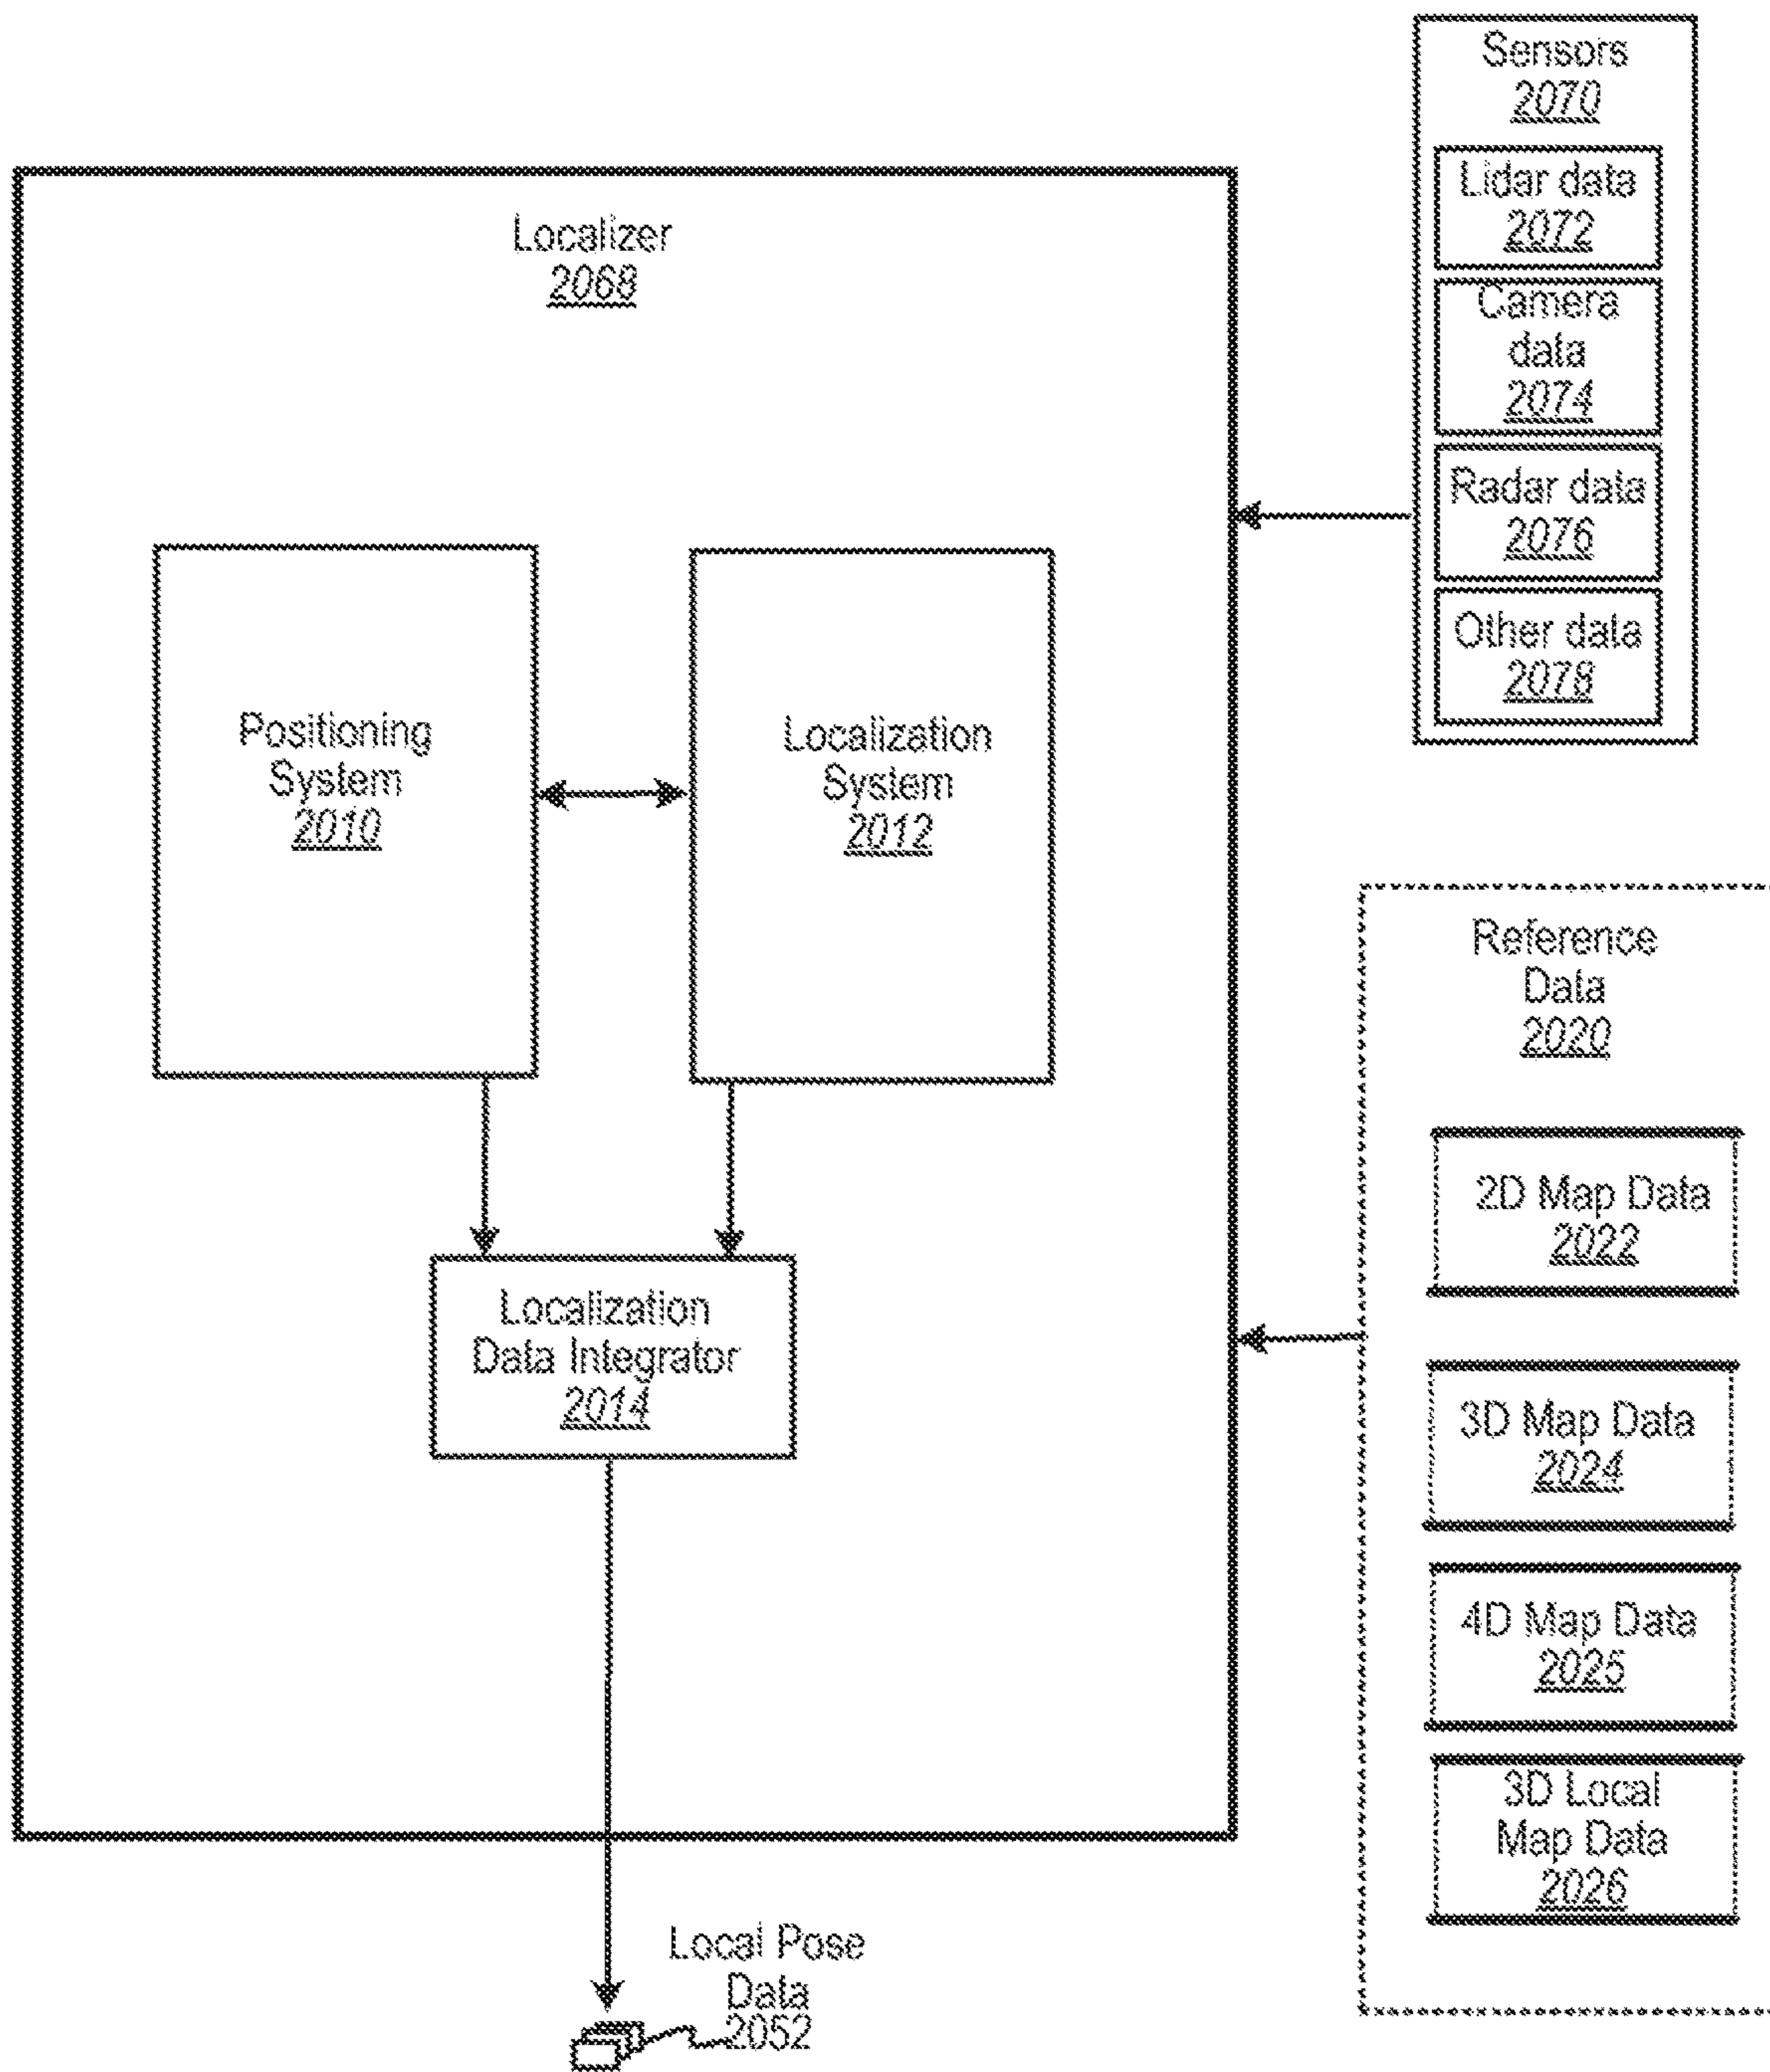 Sensors
2070
Lidar data
2072
Camera
data
2074
Radar data
2076
Other data
2078
Localizer
2068
Positioning
System
2010
Localization
System
2012
Localization
Data Integrator
2014
Reference
Data
2020
2D Map Data
2022
3D Map Data
2024
4D Map Data
2025
3D Local
Map Data
2026
Local Pose
Data
2052